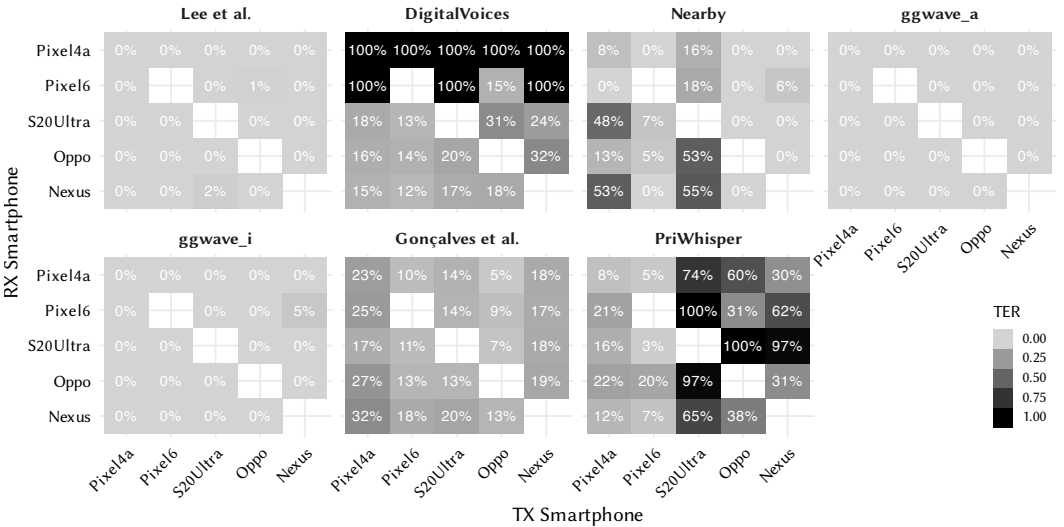 Lee et al. DigitalVoices Nearby ggwave_a
Pixel4a 0% 0% 0% 0% 0% 100% 100% 100% 100% 100% 8% 0% 16% 0% 0% 0% 0% 0% 0% 0%
Pixel6 0% 0% 1% 0% 100% 100% 15% 100% 0% 18% 0% 6% 0% 0% 0% 0%
S20Ultra 0% 0% 0% 0% 18% 13% 31% 24% 48% 7% 0% 0% 0% 0% 0% 0%
Oppo 0% 0% 0% 0% 16% 14% 20% 32% 13% 5% 53% 0% 0% 0% 0% 0%
Nexus 0% 0% 2% 0% 15% 12% 17% 18% 53% 0% 55% 0% 0% 0% 0% 0%
Pixel4a Pixel6 S20Ultra Oppo Nexus
RX Smartphone
ggwave_i Gonçalves et al. PriWhisper
Pixel4a 0% 0% 0% 0% 0% 23% 10% 14% 5% 18% 8% 5% 74% 60% 30%
Pixel6 0% 0% 0% 5% 25% 14% 9% 17% 21% 100% 31% 62%
S20Ultra 0% 0% 0% 0% 17% 11% 7% 18% 16% 3% 100% 97%
Oppo 0% 0% 0% 0% 27% 13% 13% 19% 22% 20% 97% 31%
Nexus 0% 0% 0% 0% 32% 18% 20% 13% 12% 7% 65% 38%
Pixel4a Pixel6 S20Ultra Oppo Nexus Pixel4a Pixel6 S20Ultra Oppo Nexus Pixel4a Pixel6 S20Ultra Oppo Nexus
TX Smartphone
TER
0.00
0.25
0.50
0.75
1.00